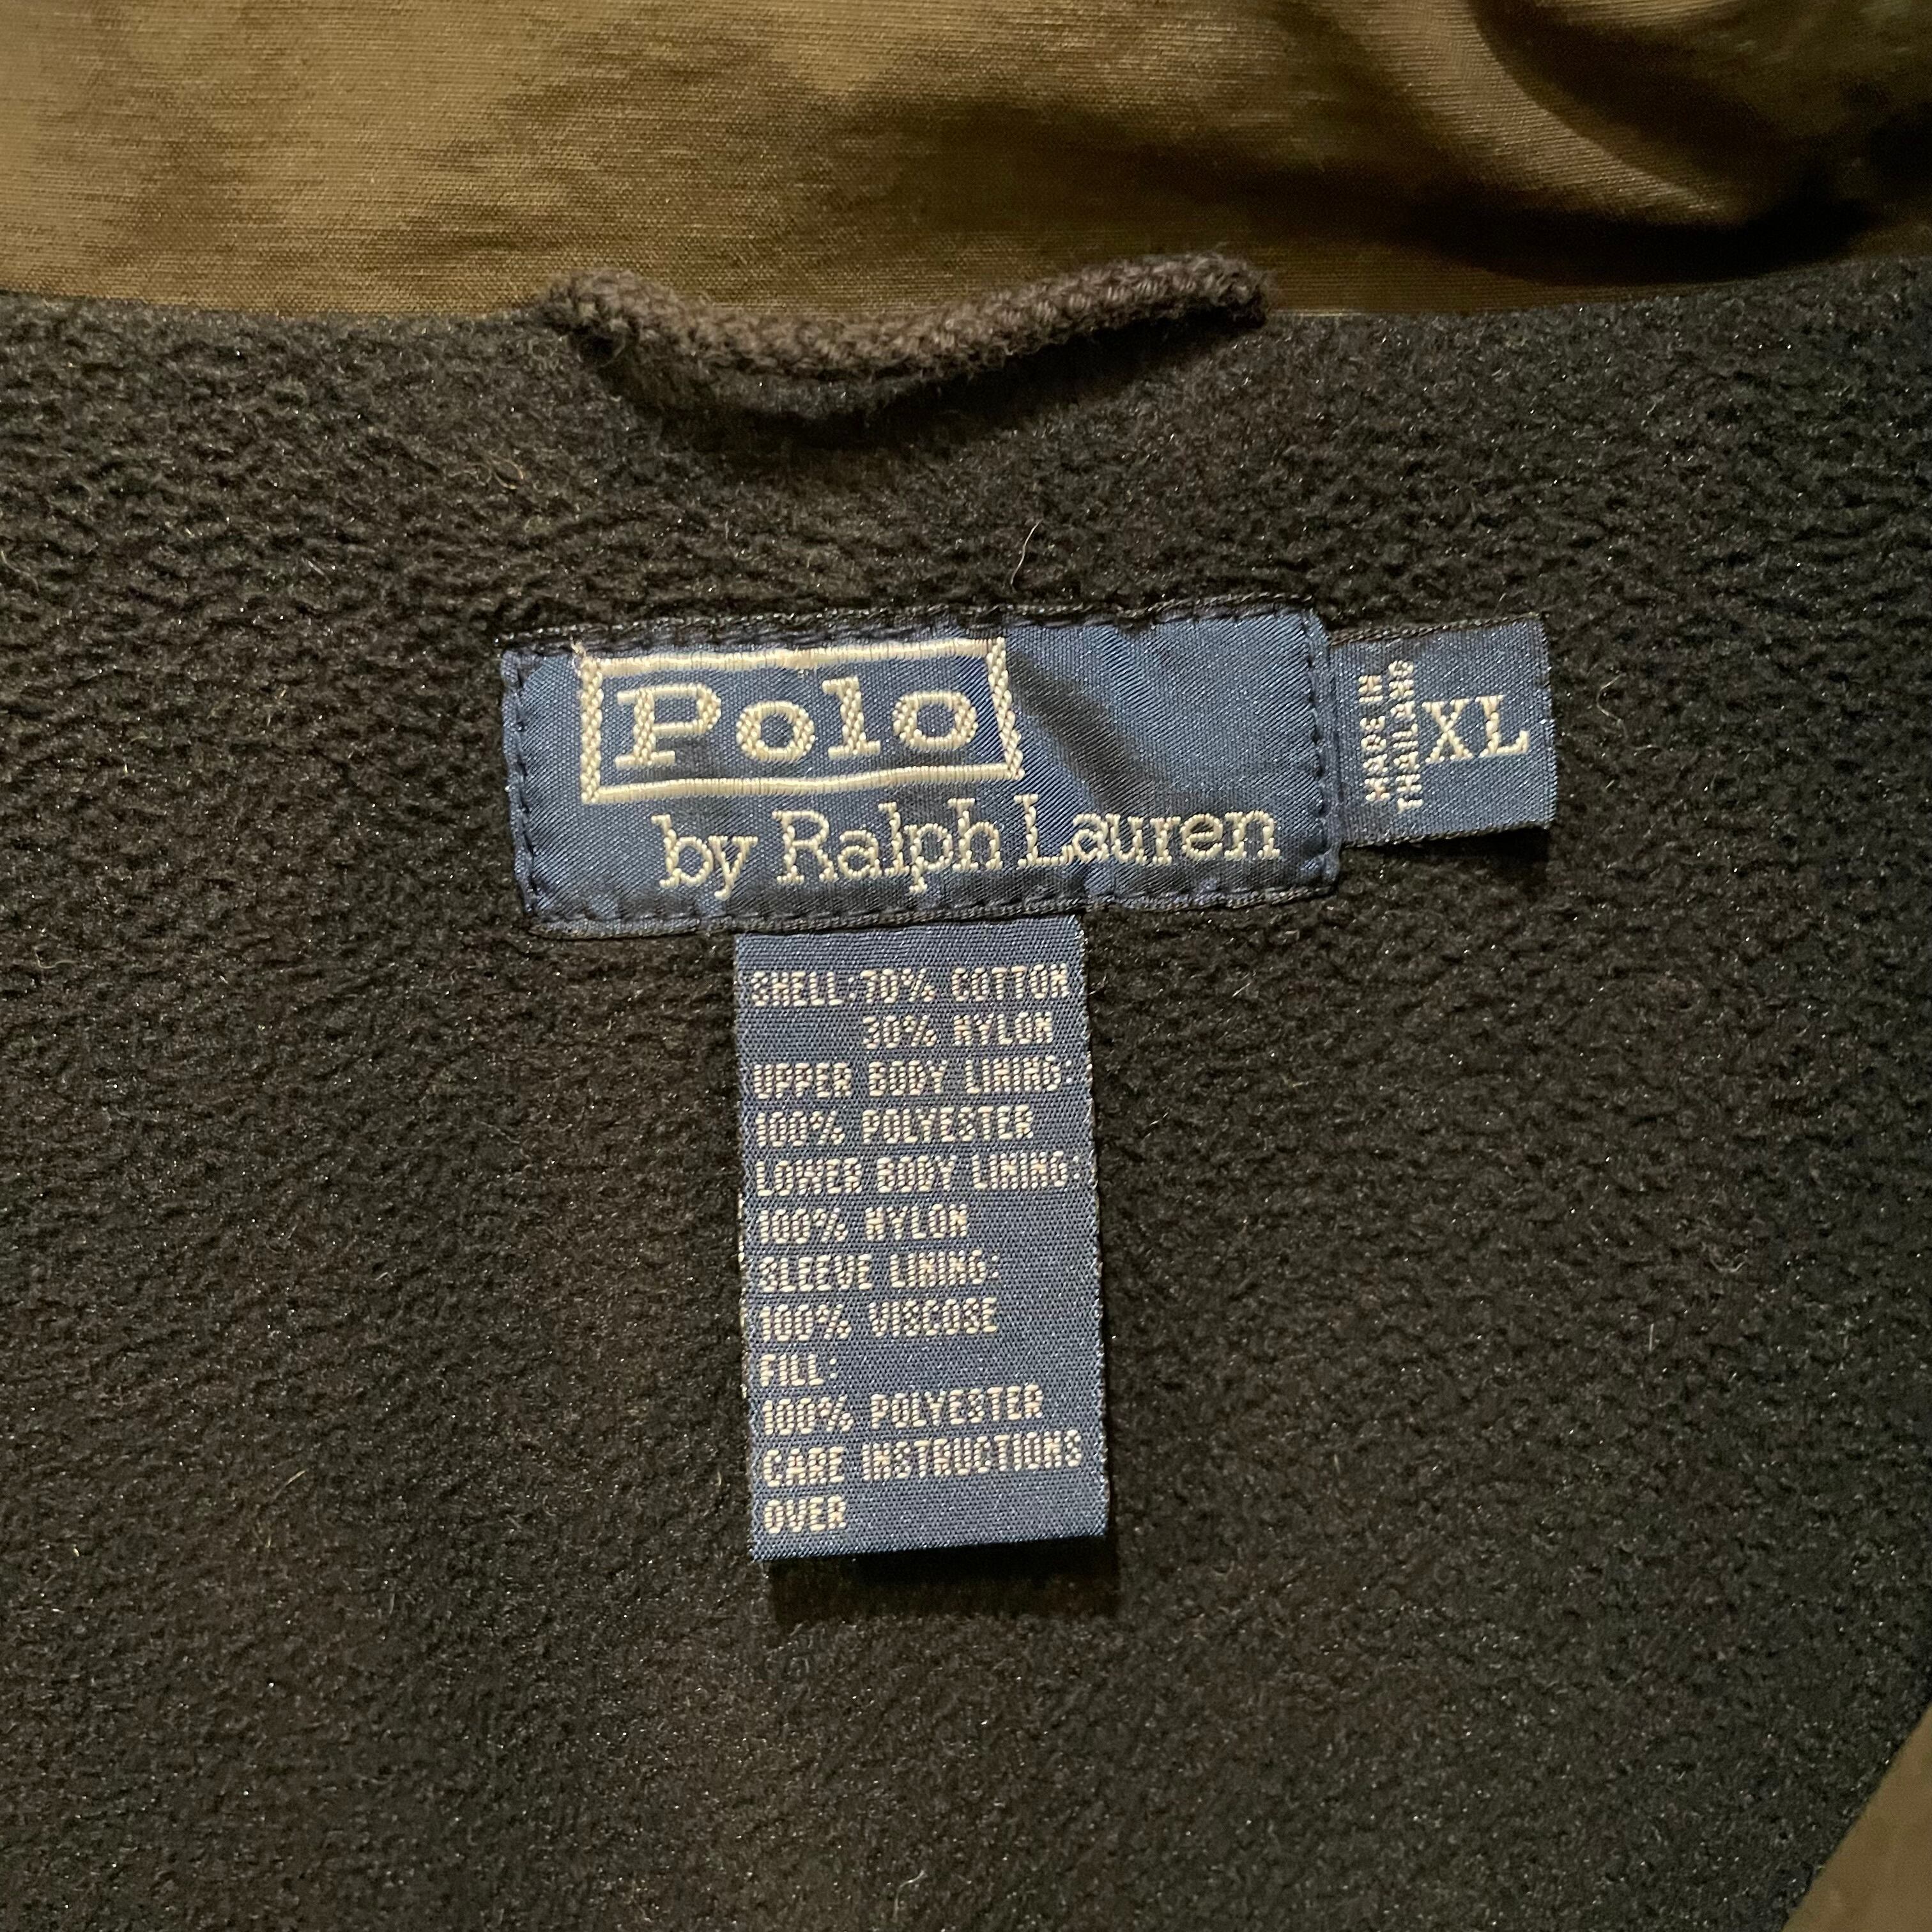 Polo
by Ralph Lauren
MADE IN
THAILAND
XL
SHELL:70% COTTON
30% NYLON
UPPER BODY LINING:
100% POLYESTER
LOWER BODY LINING:
100% NYLON
SLEEVE LINING:
100% VISCOSE
FILL:
100% POLYESTER
CARE INSTRUCTIONS
OVER